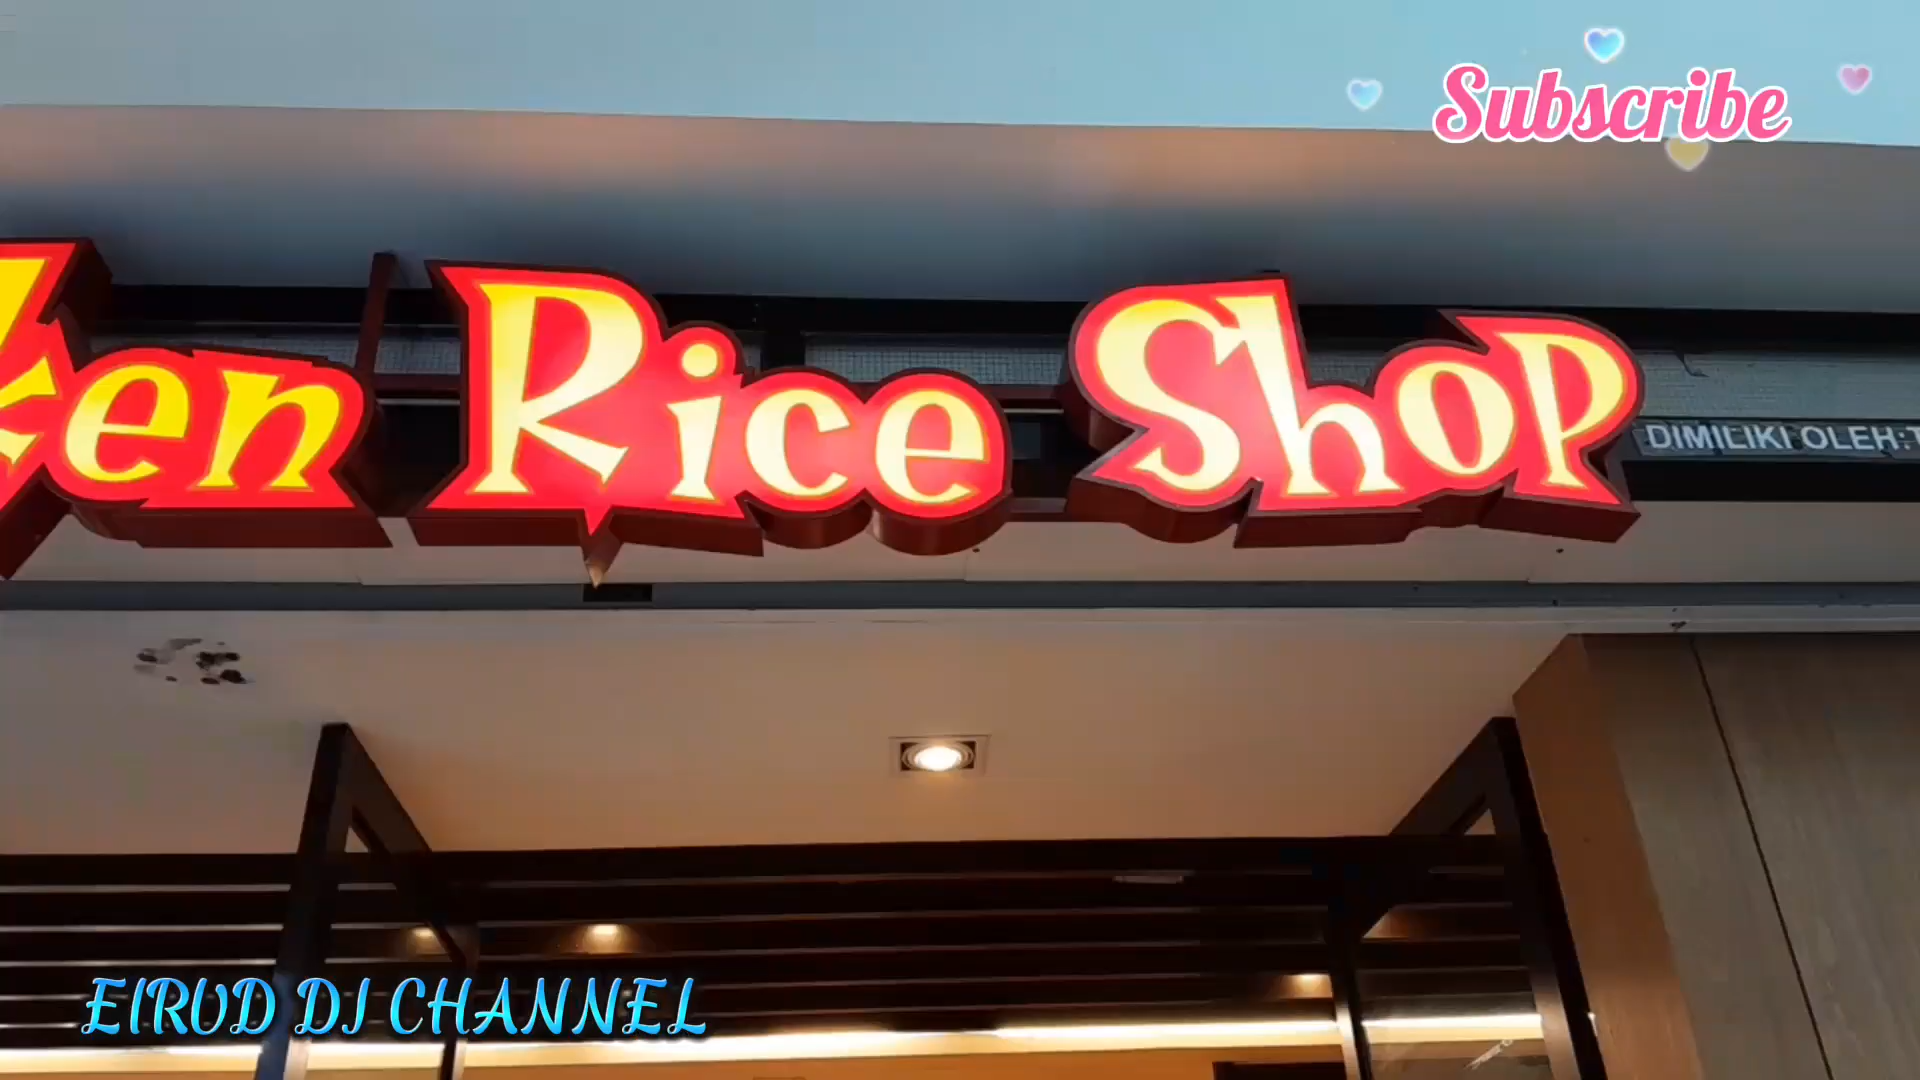 Subscribe
ken Rice Shop
DIMILIKI OLEH:T
EIRUD DJ CHANNEL